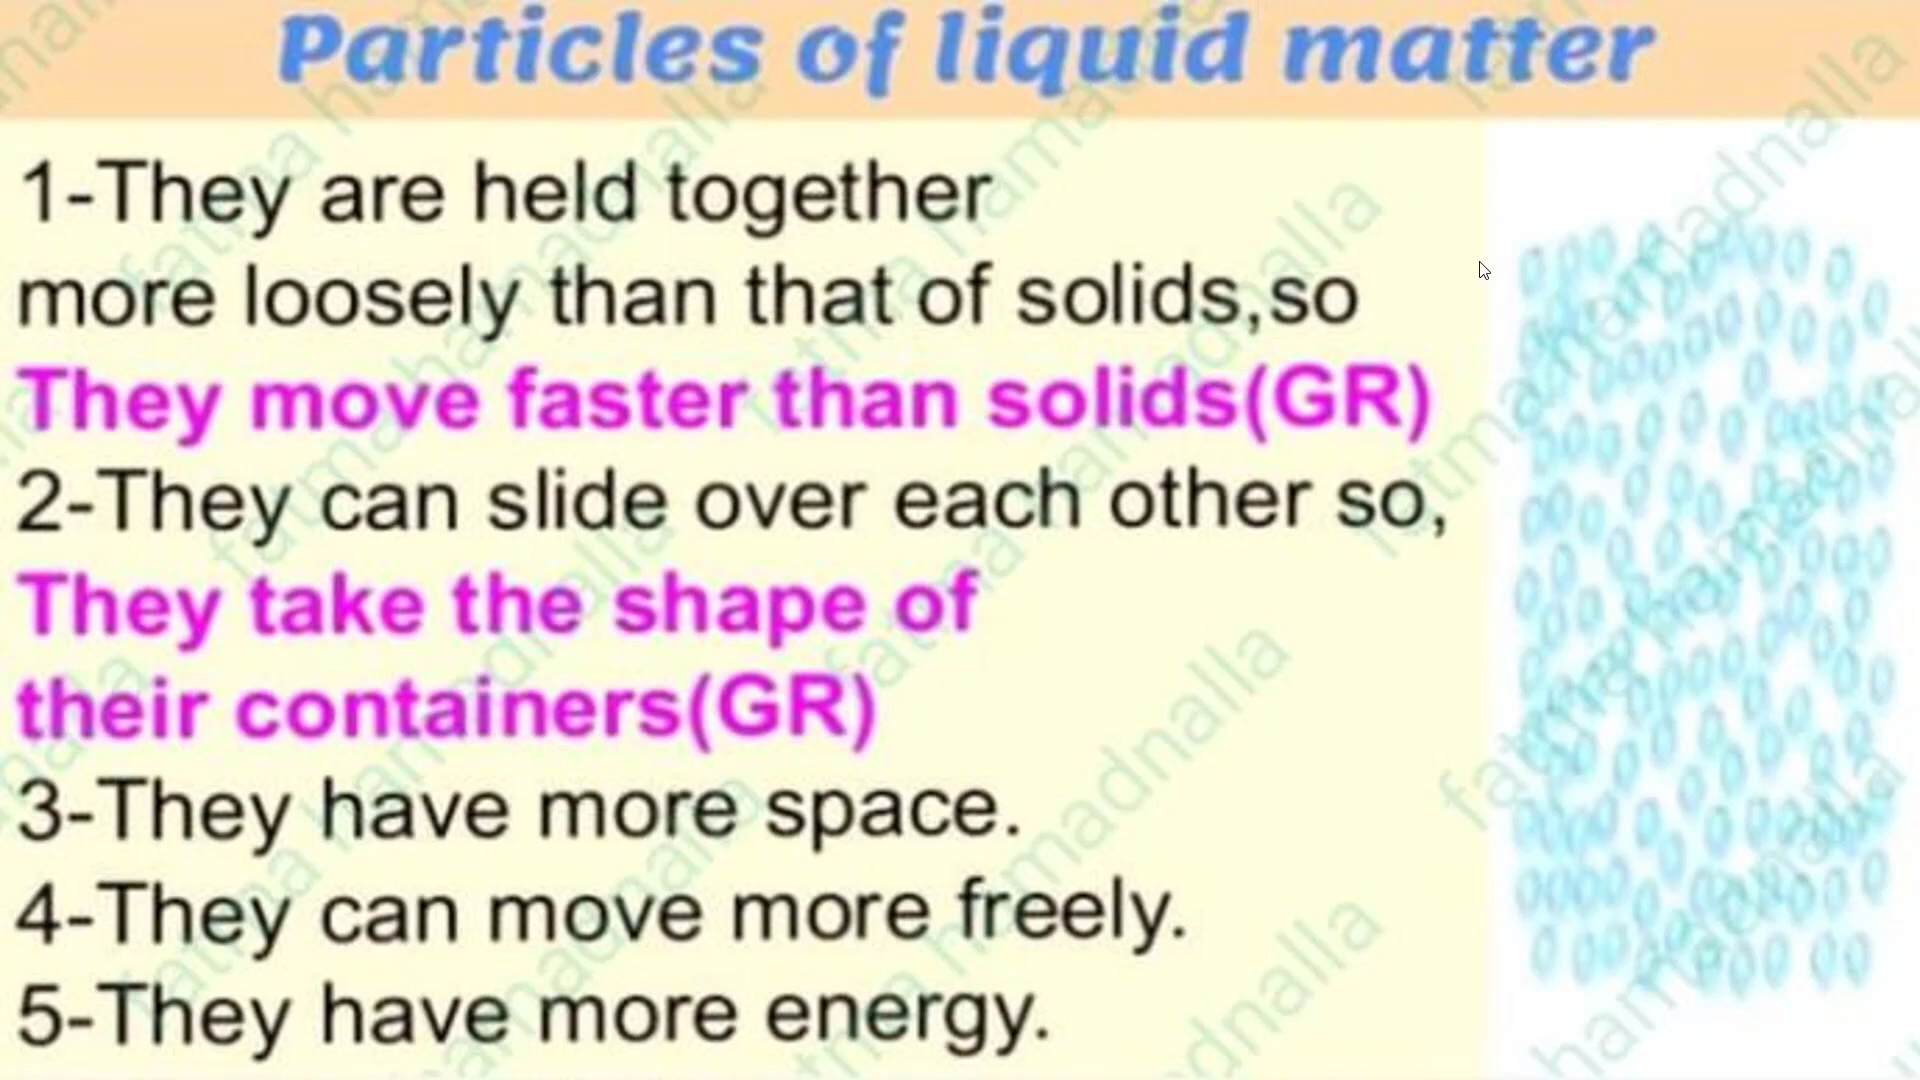 Particles of liquid matter
1-They are held together
more loosely than that of solids,so
They move faster than solids(GR)
2-They can slide over each other so,
They take the shape of
their containers(GR)
3-They have more space.
4-They can move more freely.
5-They have more energy.
fatma hamadnalla